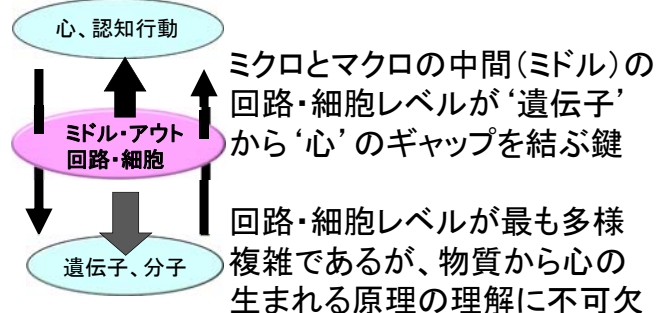 心、認知行動
ミドル・アウト
回路・細胞
遺伝子、分子
ミクロとマクロの中間(ミドル)の
回路・細胞レベルが‘遺伝子’
から‘心’のギャップを結ぶ鍵
回路・細胞レベルが最も多様
複雑であるが、物質から心の
生まれる原理の理解に不可欠